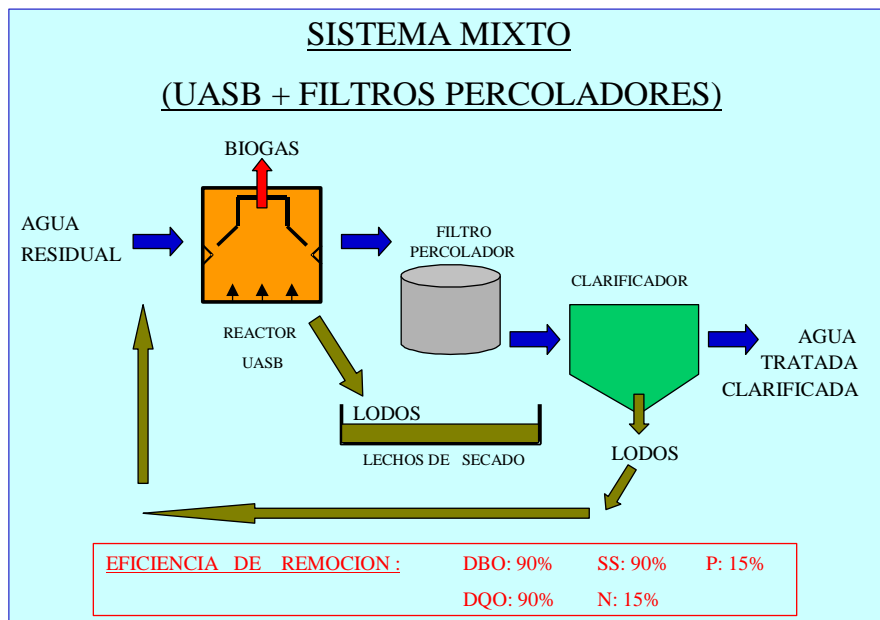 SISTEMA MIXTO
(UASB + FILTROS PERCOLADORES)
BIOGAS
AGUA
RESIDUAL
FILTRO
PERCOLADOR
CLARIFICADOR
REACTOR
UASB
AGUA
TRATADA
CLARIFICADA
LODOS
LECHOS DE SECADO
LODOS
EFICIENCIA DE REMOCION : DBO: 90% SS: 90% P: 15%
DQO: 90% N: 15%